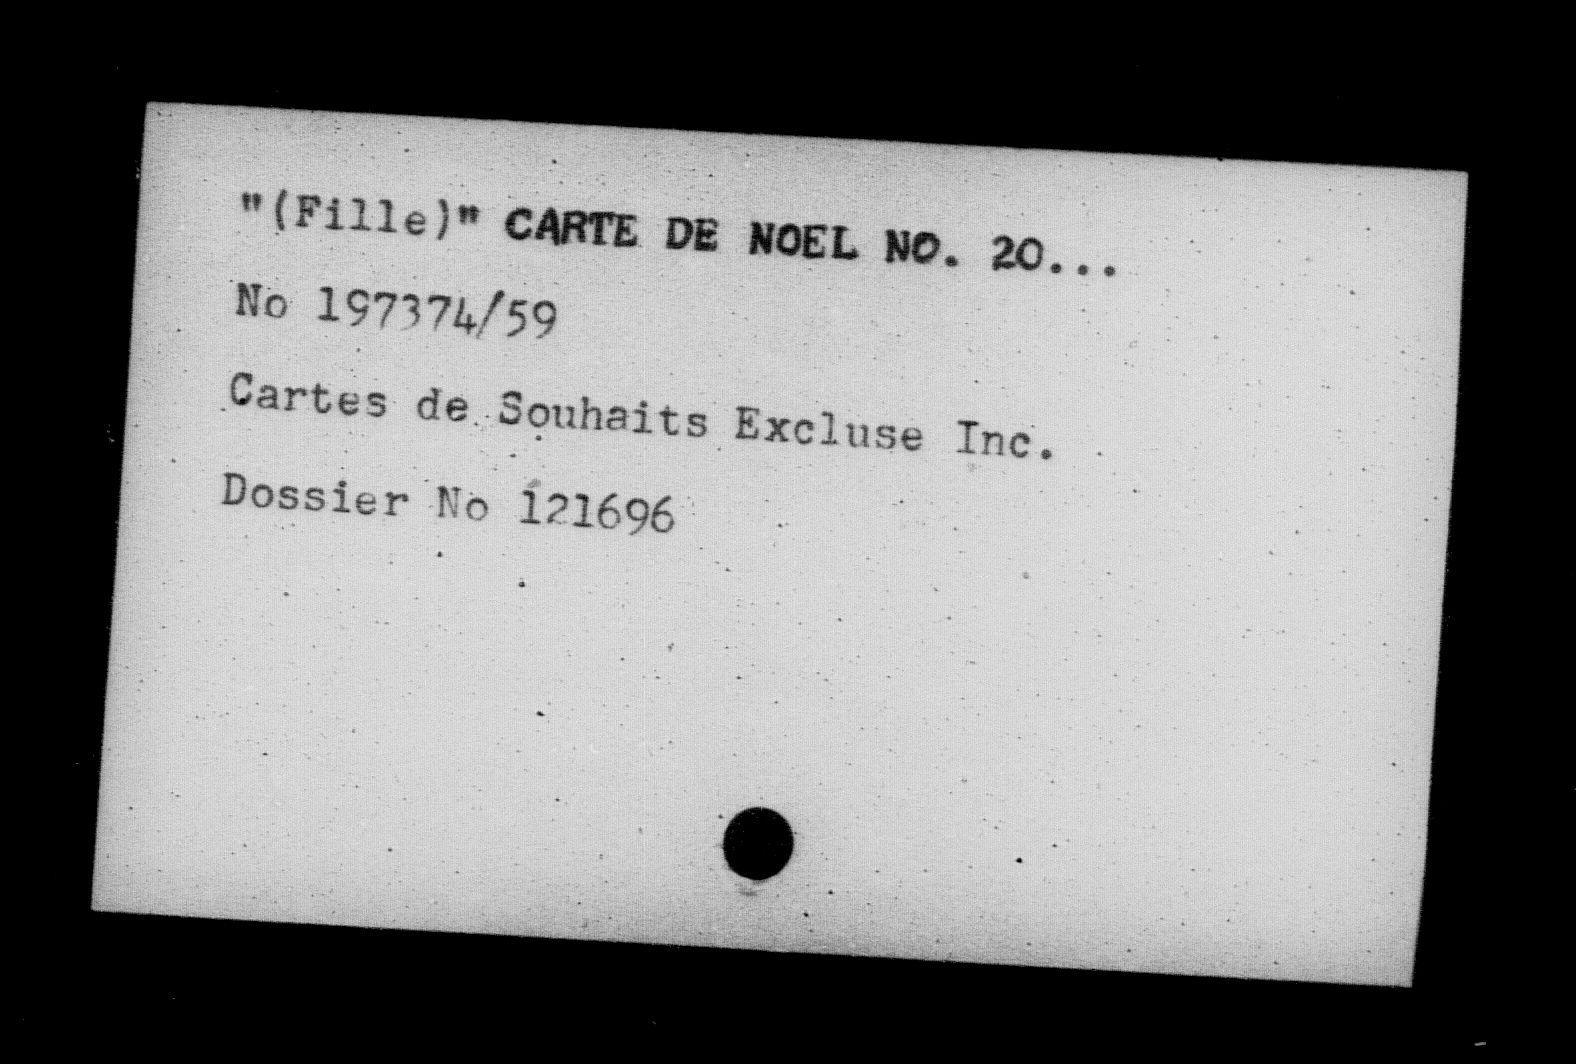 "(Fille)" CARTE DE NOEL NO. 20...
No 197374/59
Cartes de Souhaits Excluse Inc.
Dossier No 121696